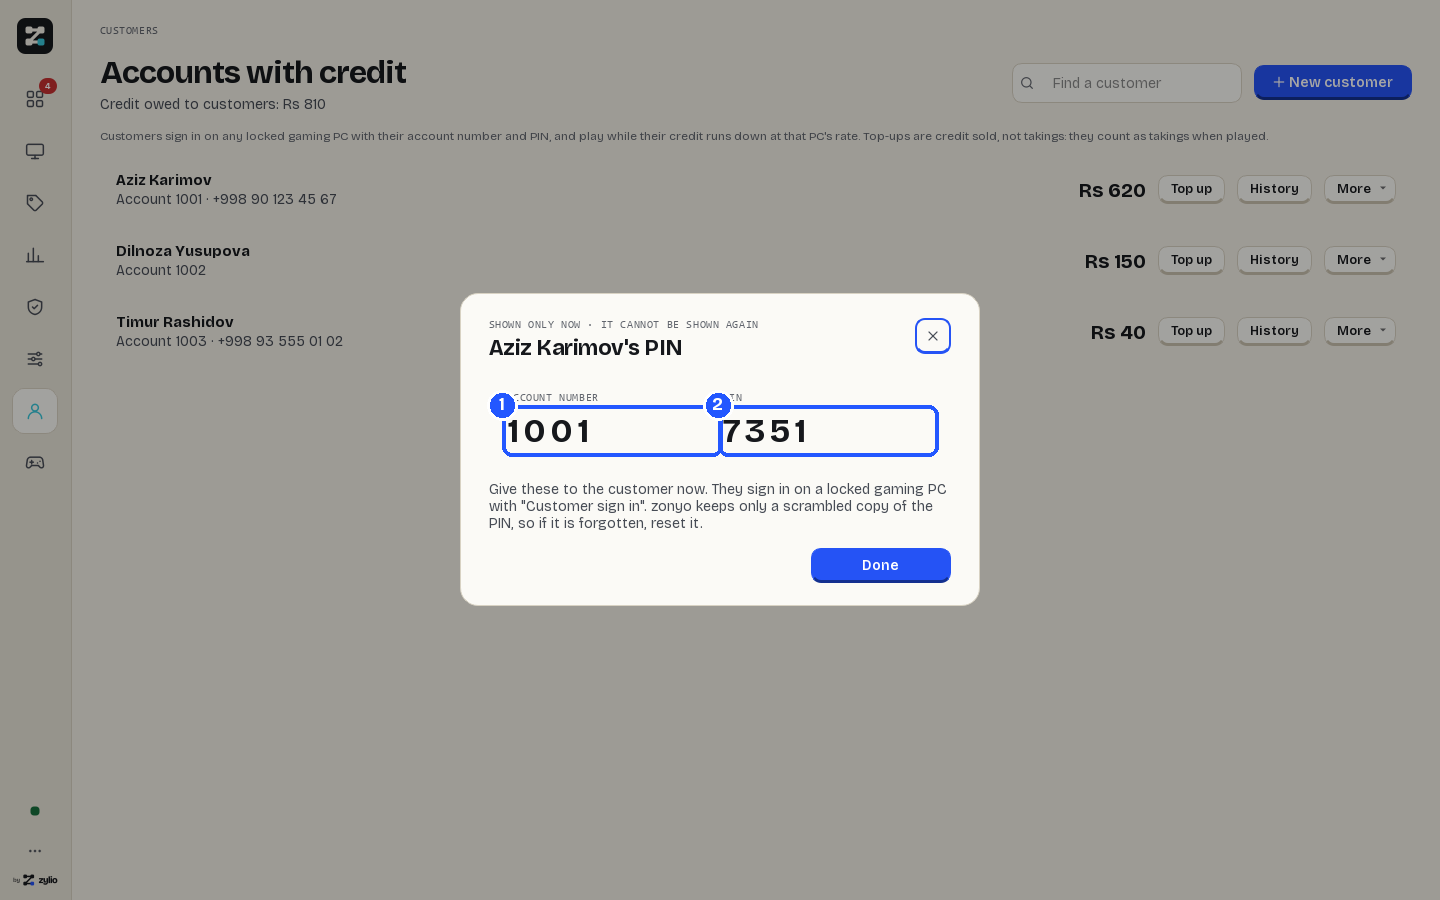 CUSTOMERS
Accounts with credit
Credit owed to customers: Rs 810
Find a customer
+ New customer
Customers sign in on any locked gaming PC with their account number and PIN, and play while their credit runs down at that PC's rate. Top-ups are credit sold, not takings: they count as takings when played.
4
Aziz Karimov
Account 1001 · +998 90 123 45 67
Rs 620
Top up
History
More
Dilnoza Yusupova
Account 1002
Rs 150
Top up
History
More
Timur Rashidov
Account 1003 · +998 93 555 01 02
Rs 40
Top up
History
More
SHOWN ONLY NOW · IT CANNOT BE SHOWN AGAIN
Aziz Karimov's PIN
1
CCOUNT NUMBER
1001
2
IN
7351
Give these to the customer now. They sign in on a locked gaming PC
with "Customer sign in". zonyo keeps only a scrambled copy of the
PIN, so if it is forgotten, reset it.
Done
by zylio